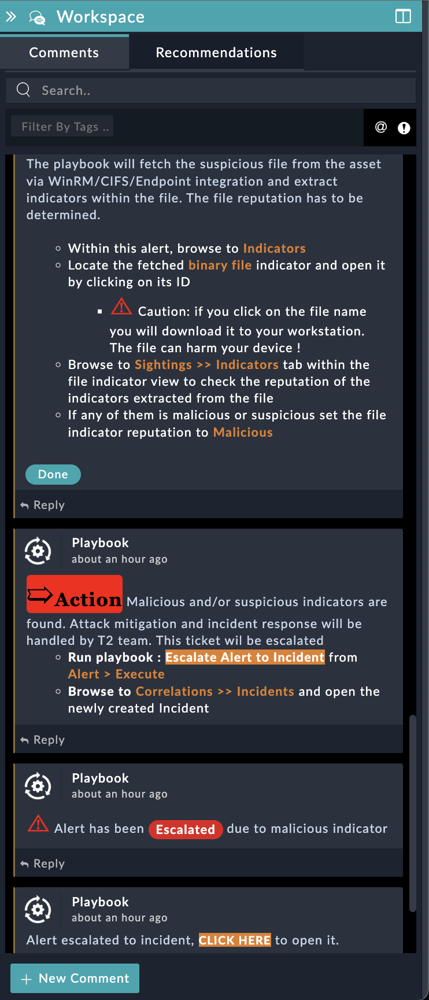 Workspace
Comments
Recommendations
Search..
Filter By Tags ..
@
The playbook will fetch the suspicious file from the asset
via WinRM/CIFS/Endpoint integration and extract
indicators within the file. The file reputation has to be
determined.
Within this alert, browse to Indicators
Locate the fetched binary file indicator and open it
by clicking on its ID
Caution: if you click on the file name
you will download it to your workstation.
The file can harm your device !
Browse to Sightings >> Indicators tab within the
file indicator view to check the reputation of the
indicators extracted from the file
If any of them is malicious or suspicious set the file
indicator reputation to Malicious
Done
Reply
Playbook
about an hour ago
Action Malicious and/or suspicious indicators are
found. Attack mitigation and incident response will be
handled by T2 team. This ticket wil be escalated
Run playbook : Escalate Alert to Incident from
Alert > Execute
Browse to Correlations >> Incidents and open the
newly created Incident
Reply
Playbook
about an hour ago
Alert has been Escalated due to malicious indicator
Reply
Playbook
about an hour ago
Alert escalated to incident, CLICK HERE to open it.
+ New Comment